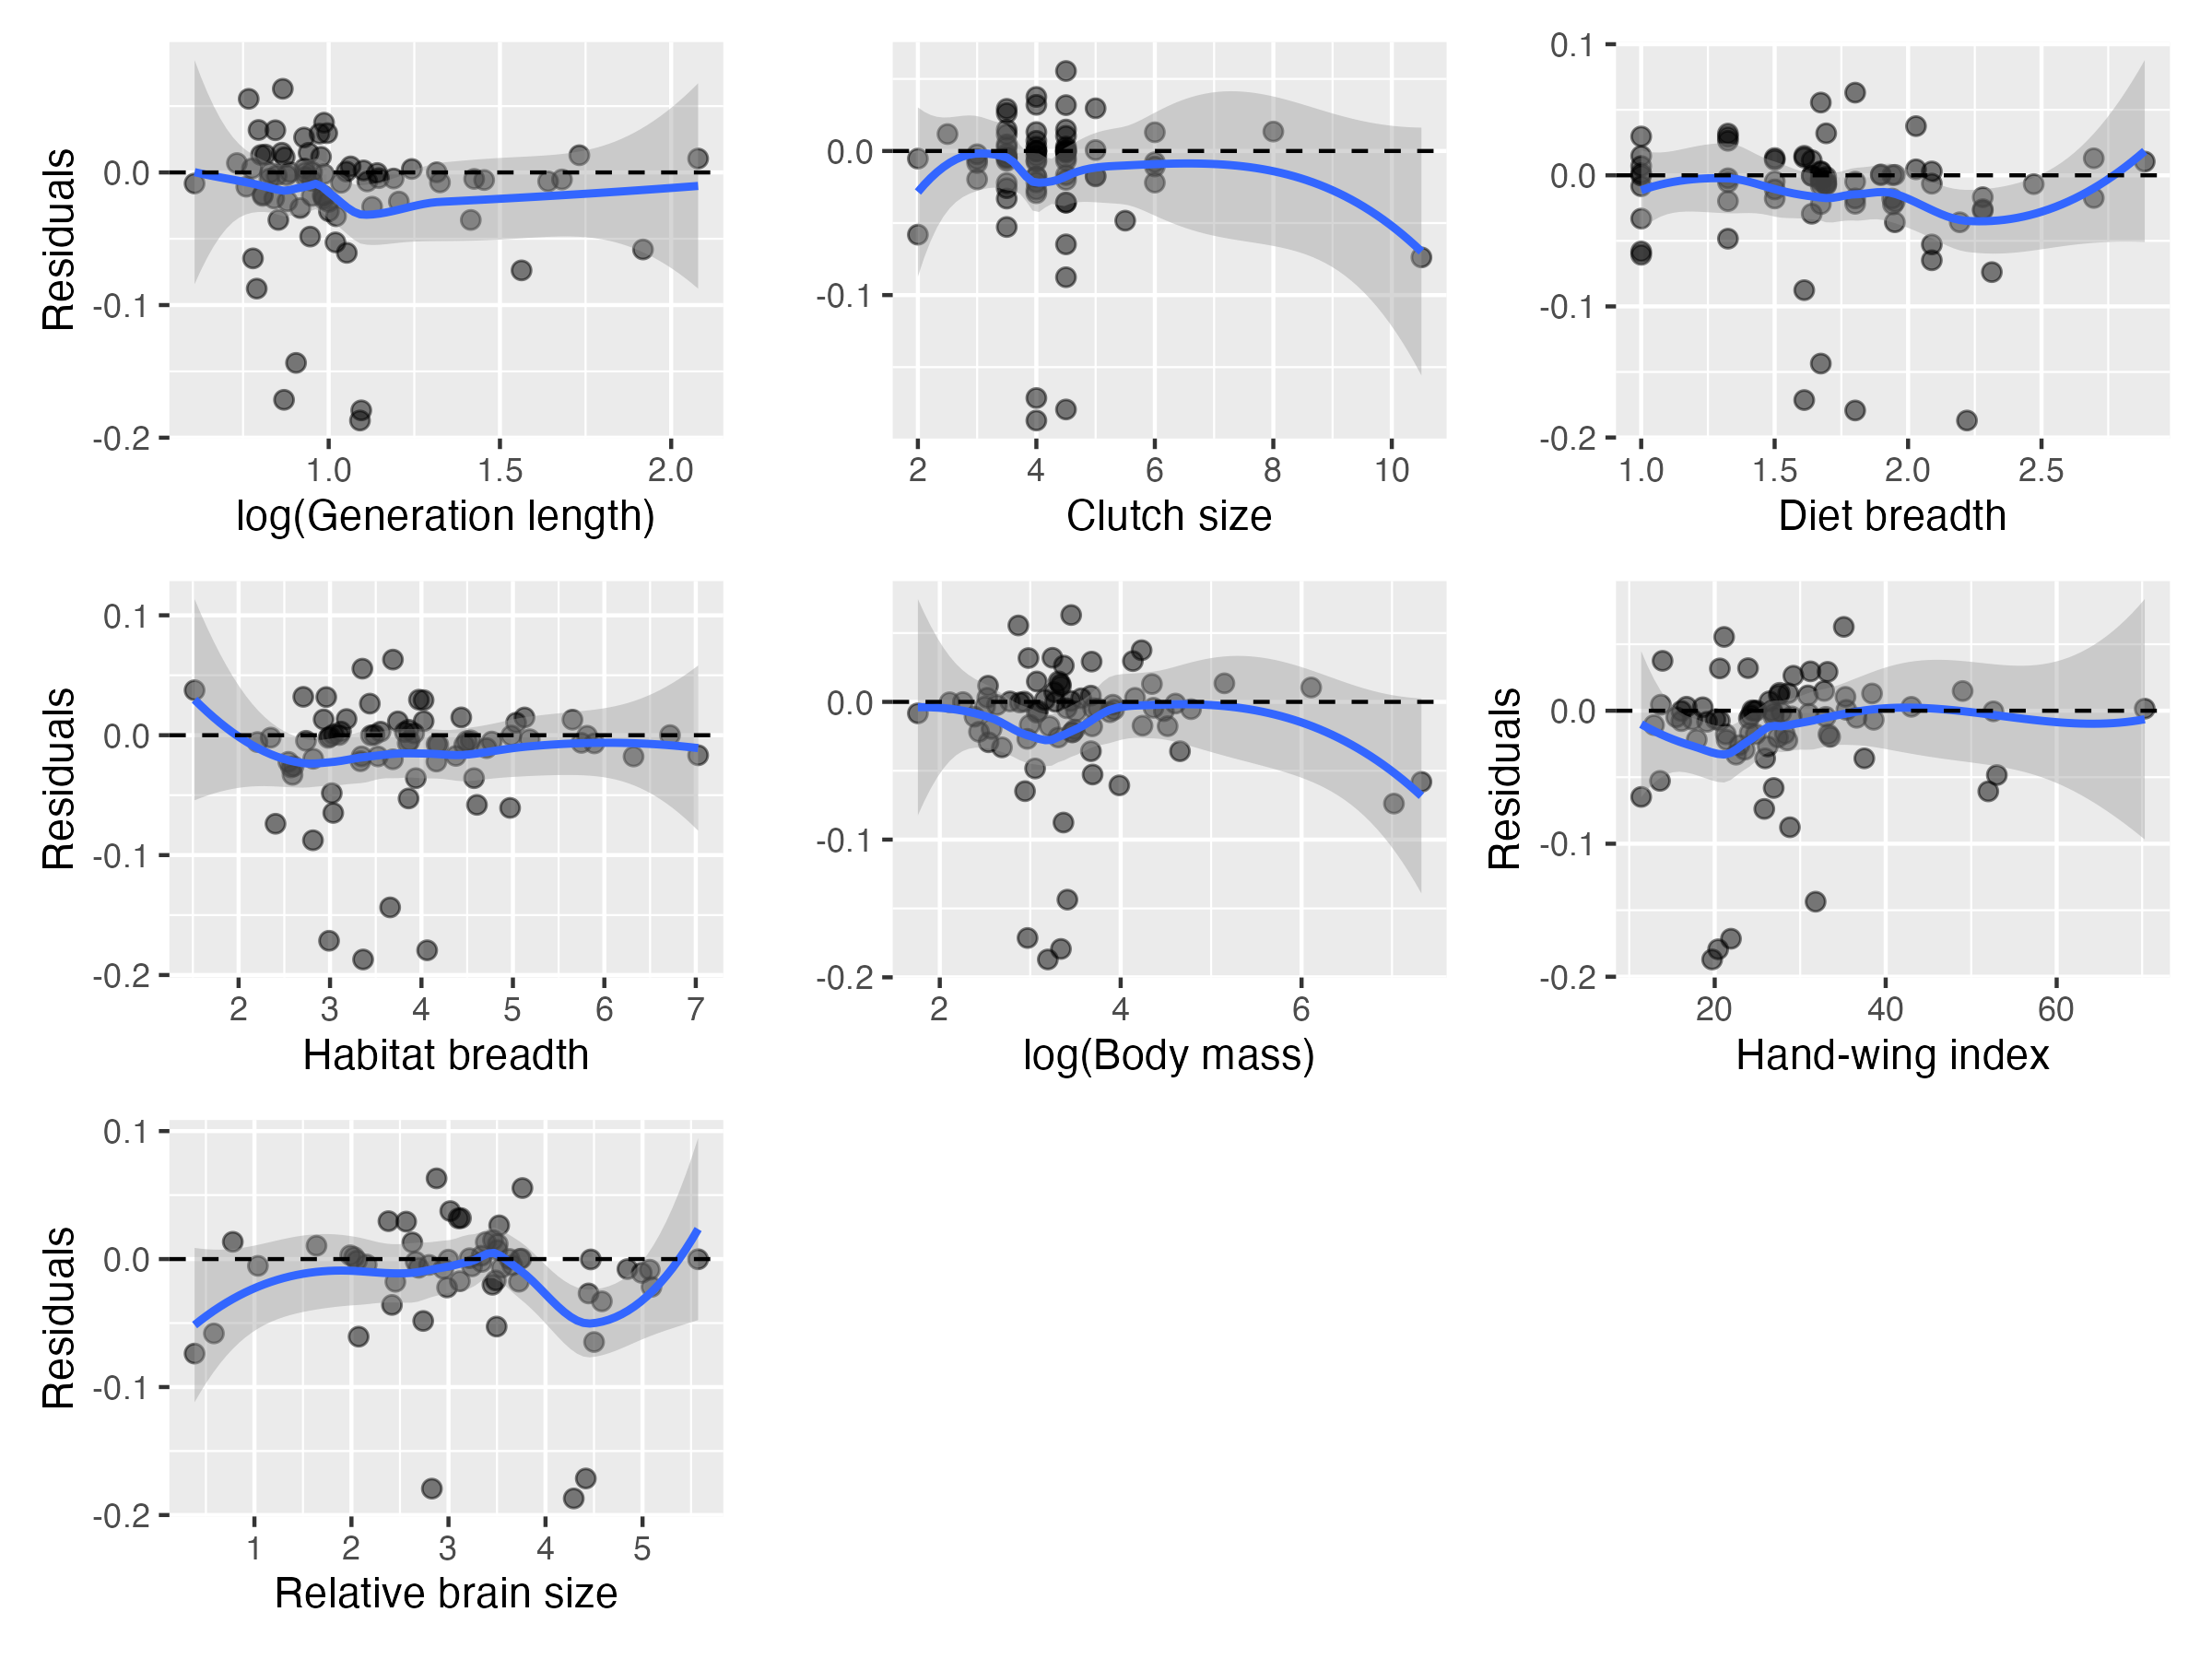 Residuals
0.0
-0.1
-0.2
1.0 1.5 2.0
log(Generation length)
0.0
-0.1
2 4 6 8 10
Clutch size
0.1
0.0
-0.1
-0.2
1.0 1.5 2.0 2.5
Diet breadth
Residuals
0.1
0.0
-0.1
-0.2
2 3 4 5 6 7
Habitat breadth
0.0
-0.1
-0.2
2 4 6
log(Body mass)
Residuals
0.0
-0.1
-0.2
20 40 60
Hand-wing index
Residuals
0.1
0.0
-0.1
-0.2
1 2 3 4 5
Relative brain size